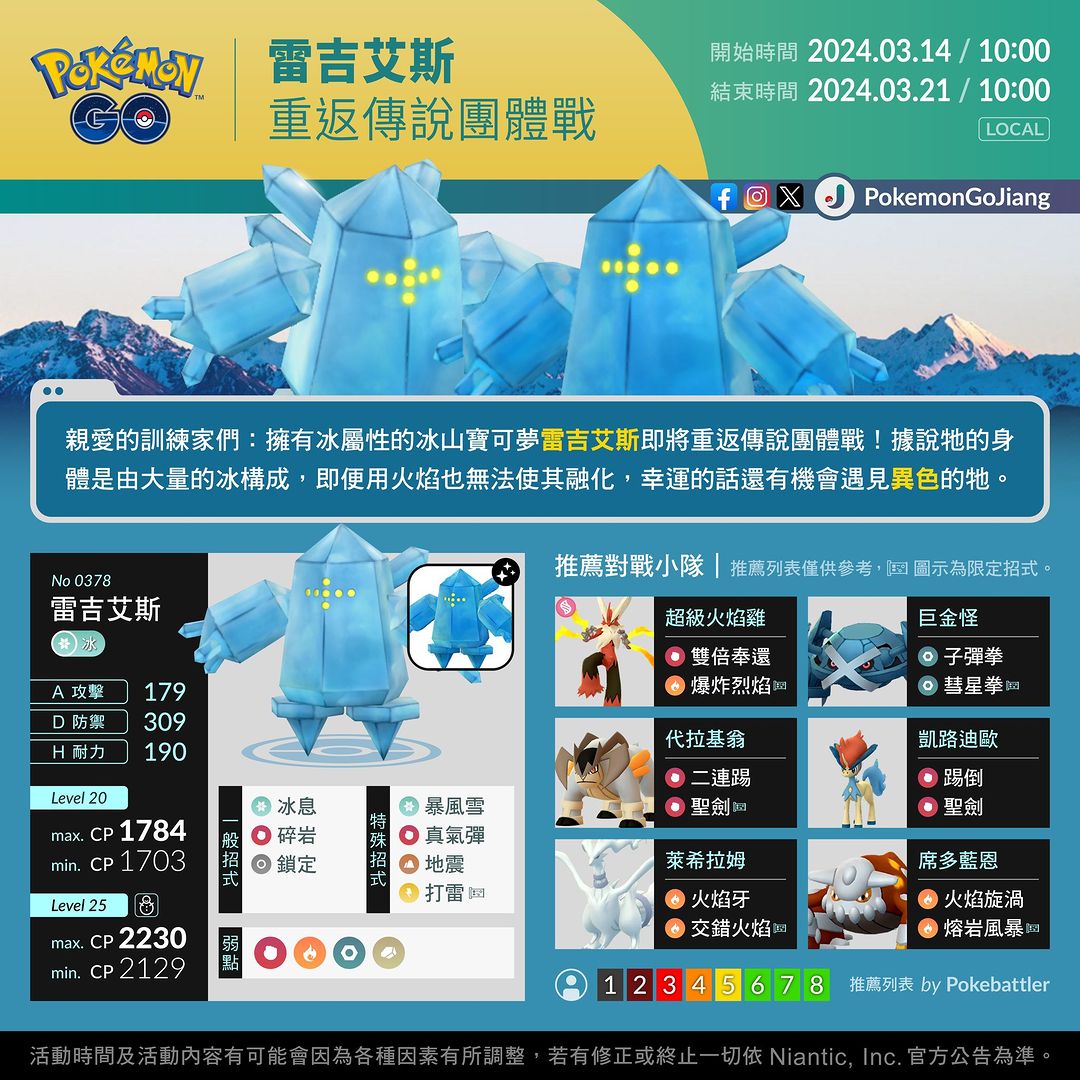 POKéMON GO TM
雷吉艾斯
重返傳說團體戰
開始時間 2024.03.14 / 10:00
結束時間 2024.03.21 / 10:00
LOCAL
PokemonGoJiang
親愛的訓練家們：擁有冰屬性的冰山寶可夢雷吉艾斯即將重返傳說團體戰！據說牠的身
體是由大量的冰構成，即便用火焰也無法使其融化，幸運的話還有機會遇見異色的牠。
No 0378
雷吉艾斯
冰
A 攻擊 179
D 防禦 309
H 耐力 190
Level 20
max. CP 1784
min. CP 1703
Level 25
max. CP 2230
min. CP 2129
一般招式
冰息
碎岩
鎖定
特殊招式
暴風雪
真氣彈
地震
打雷
弱點
推薦對戰小隊｜推薦列表僅供參考，圖示為限定招式。
超級火焰雞
雙倍奉還
爆炸烈焰
巨金怪
子彈拳
彗星拳
代拉基翁
二連踢
聖劍
凱路迪歐
踢倒
聖劍
萊希拉姆
火焰牙
交錯火焰
席多藍恩
火焰旋渦
熔岩風暴
1 2 3 4 5 6 7 8
推薦列表 by Pokebattler
活動時間及活動內容有可能會因為各種因素有所調整，若有修正或終止一切依 Niantic, Inc. 官方公告為準。